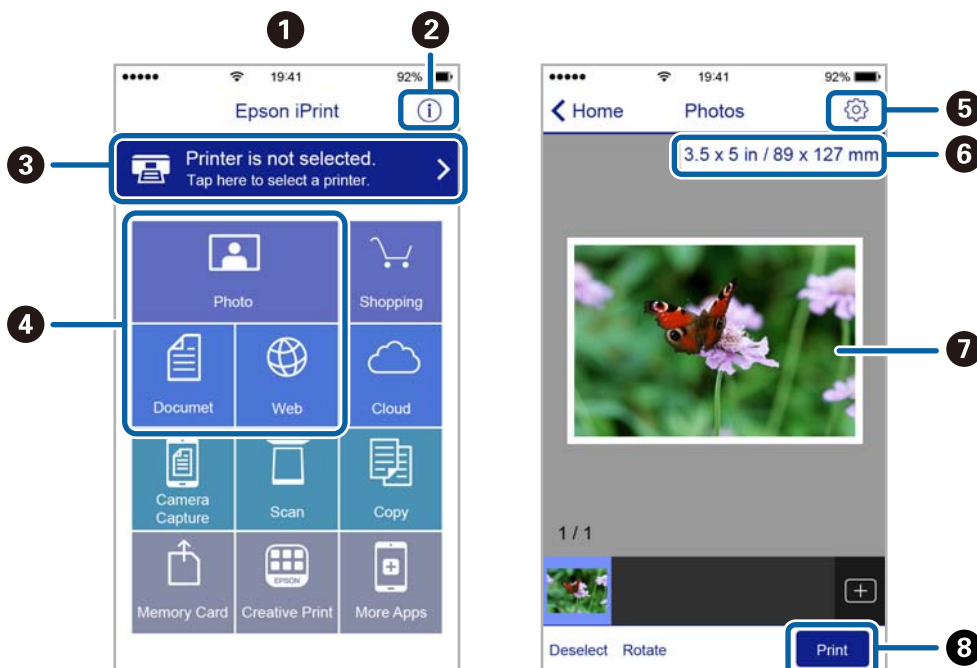 1
2
19:41
92%
Epson iPrint
3
Printer is not selected.
Tap here to select a printer.
4
Photo
Shopping
Documet
Web
Cloud
Camera
Capture
Scan
Copy
EPSON
Memory Card
Creative Print
More Apps
19:41
92%
Home
Photos
5
3.5 x 5 in / 89 x 127 mm
6
7
1 / 1
Deselect
Rotate
Print
8